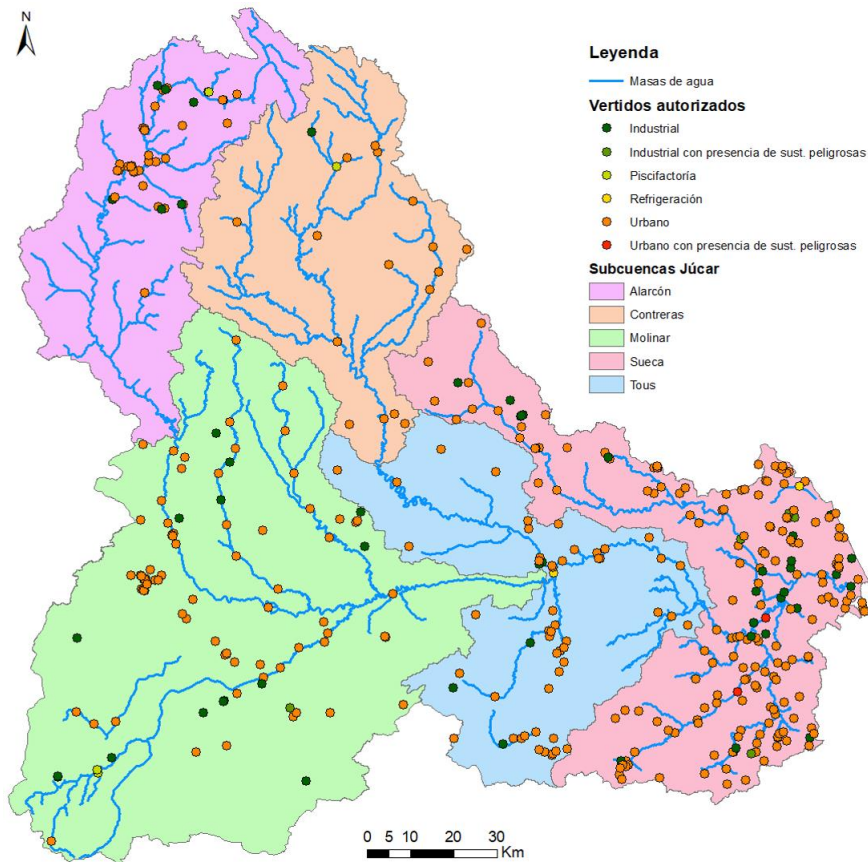 N
Leyenda
Masas de agua
Vertidos autorizados
Industrial
Industrial con presencia de sust. peligrosas
Piscifactoría
Refrigeración
Urbano
Urbano con presencia de sust. peligrosas
Subcuencas Júcar
Alarcón
Contreras
Molinar
Sueca
Tous
0 5 10 20 30
Km